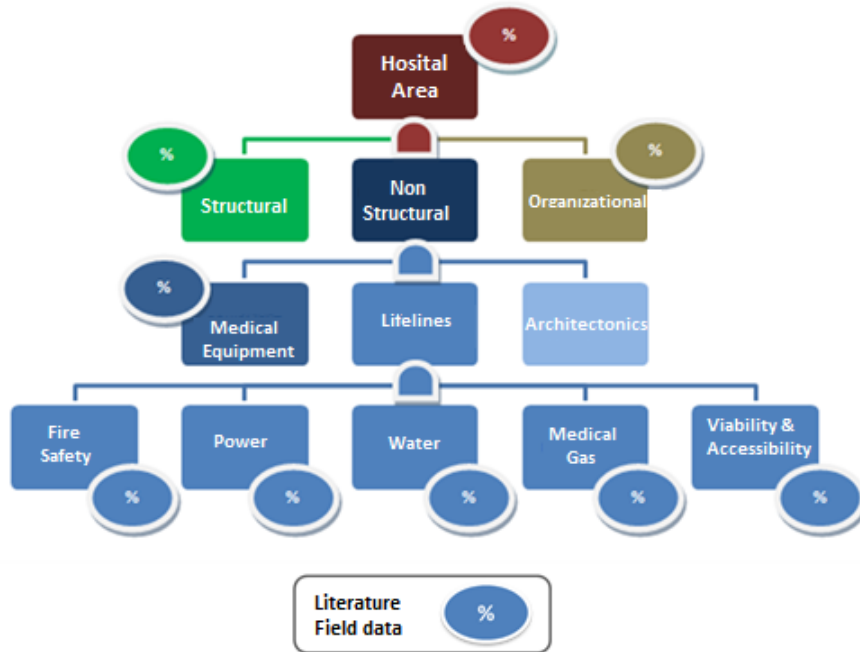 %
Hosital
Area
%
%
Structural
Non
Structural
Organizational
%
Medical
Equipment
Lifelines
Architectonics
Fire
Safety
Power
Water
Medical
Gas
Viability &
Accessibility
%
%
%
%
%
Literature
Field data
%